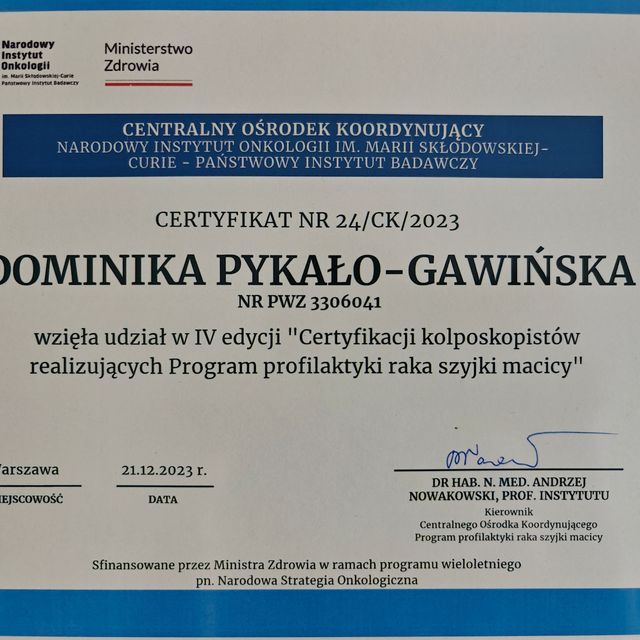 Narodowy
Instytut
Onkologii
im. Marii Skłodowskiej-Curie
Państwowy Instytut Badawczy
Ministerstwo
Zdrowia
CENTRALNY OŚRODEK KOORDYNUJĄCY
NARODOWY INSTYTUT ONKOLOGII IM. MARII SKŁODOWSKIEJ-
CURIE – PAŃSTWOWY INSTYTUT BADAWCZY
CERTYFIKAT NR 24/CK/2023
DOMINIKA PYKAŁO-GAWIŃSKA
NR PWZ 3306041
wzięła udział w IV edycji "Certyfikacji kolposkopistów
realizujących Program profilaktyki raka szyjki macicy"
Warszawa
21.12.2023 r.
MIEJSCOWOŚĆ
DATA
DR HAB. N. MED. ANDRZEJ
NOWAKOWSKI, PROF. INSTYTUTU
Kierownik
Centralnego Ośrodka Koordynującego
Program profilaktyki raka szyjki macicy
Sfinansowane przez Ministra Zdrowia w ramach programu wieloletniego
pn. Narodowa Strategia Onkologiczna